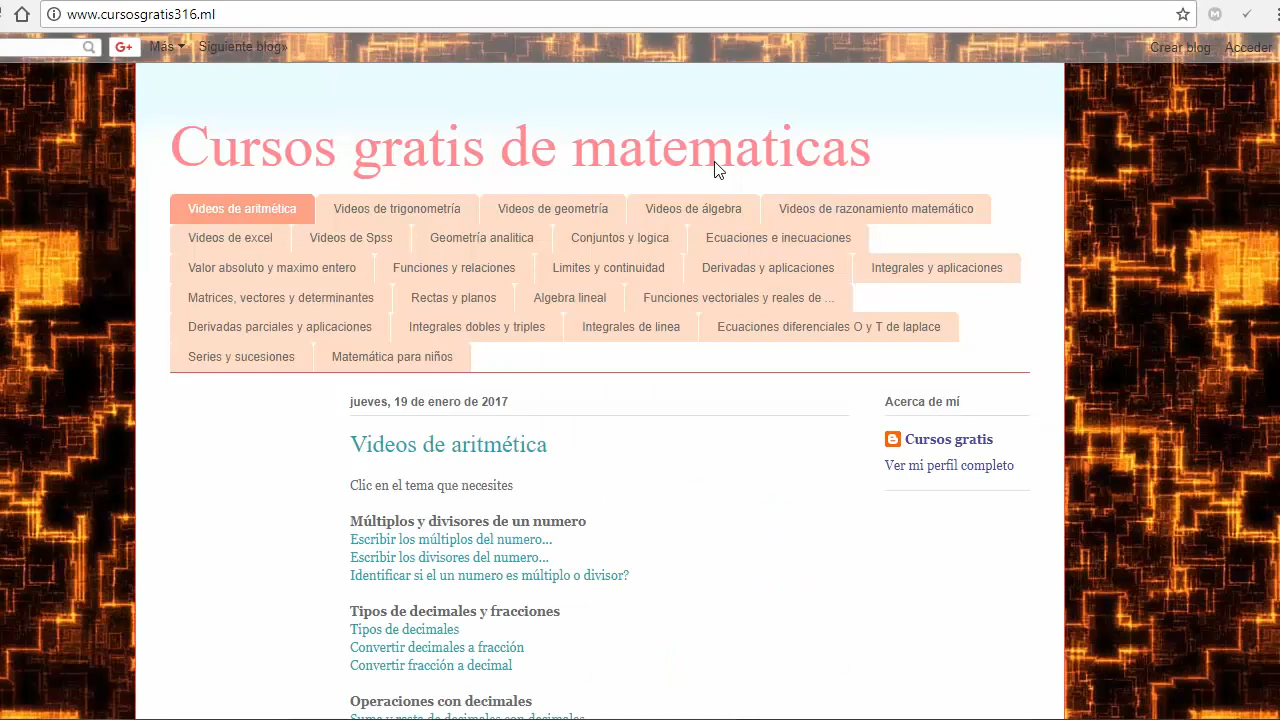 www.cursosgratis316.ml
G+ Más Siguiente blog» Crear blog Acceder
Cursos gratis de matematicas
Videos de aritmética Videos de trigonometría Videos de geometría Videos de álgebra Videos de razonamiento matemático
Videos de excel Videos de Spss Geometría analitica Conjuntos y logica Ecuaciones e inecuaciones
Valor absoluto y maximo entero Funciones y relaciones Limites y continuidad Derivadas y aplicaciones Integrales y aplicaciones
Matrices, vectores y determinantes Rectas y planos Algebra lineal Funciones vectoriales y reales de ...
Derivadas parciales y aplicaciones Integrales dobles y triples Integrales de linea Ecuaciones diferenciales O y T de laplace
Series y sucesiones Matemática para niños
jueves, 19 de enero de 2017
Videos de aritmética
Clic en el tema que necesites
Múltiplos y divisores de un numero
Escribir los múltiplos del numero...
Escribir los divisores del numero...
Identificar si el un numero es múltiplo o divisor?
Tipos de decimales y fracciones
Tipos de decimales
Convertir decimales a fracción
Convertir fracción a decimal
Operaciones con decimales
Suma y resta de decimales con decimales
Acerca de mí
Cursos gratis
Ver mi perfil completo